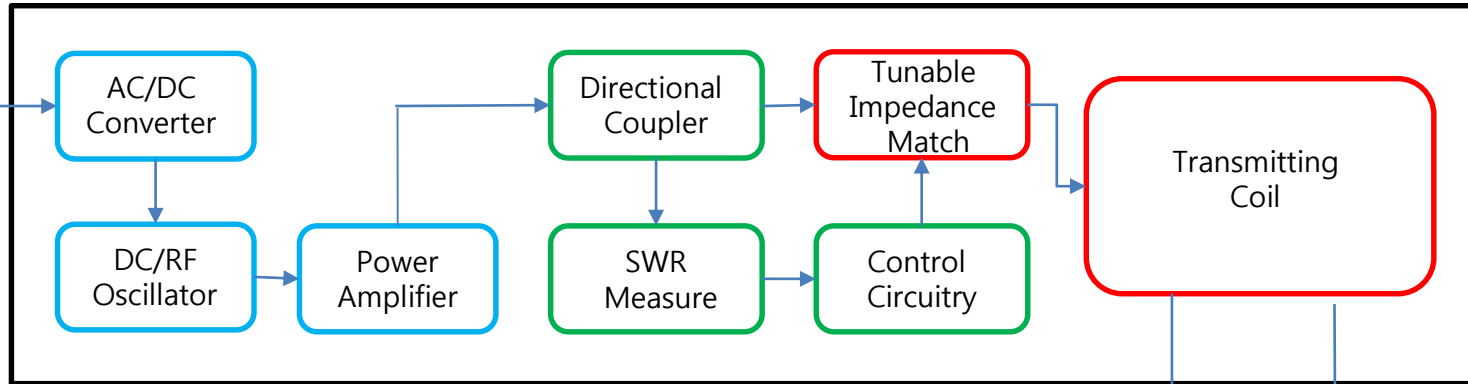 AC/DC
Converter
Directional
Coupler
Tunable
Impedance
Match
Transmitting
Coil
DC/RF
Oscillator
Power
Amplifier
SWR
Measure
Control
Circuitry